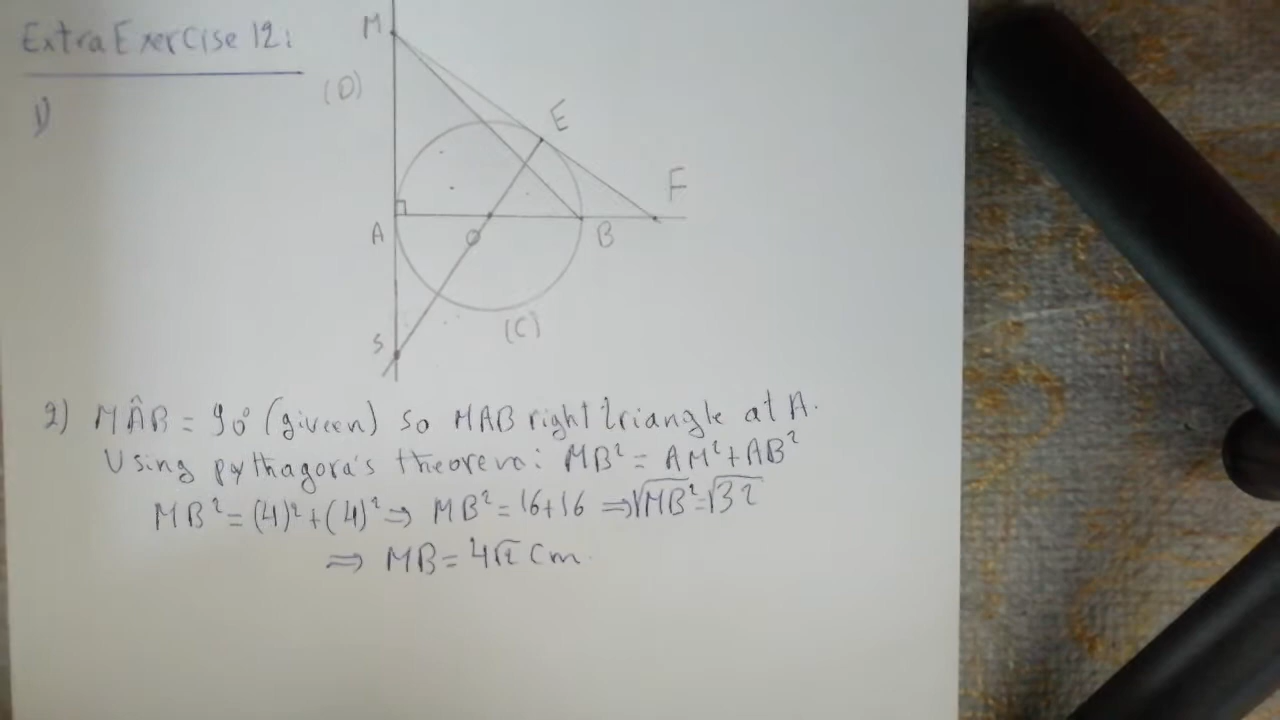 Extra Exercise 12:
1)
M
(D)
E
F
A
O
B
S
(C)
2) MÂB = 90° (giveen) so MAB right triangle at A.
Using pythagora's theorem: MB² = AM² + AB²
MB² = (4)² + (4)² ⇒ MB² = 16+16 ⇒ √MB² = √32
⇒ MB = 4√2 cm.